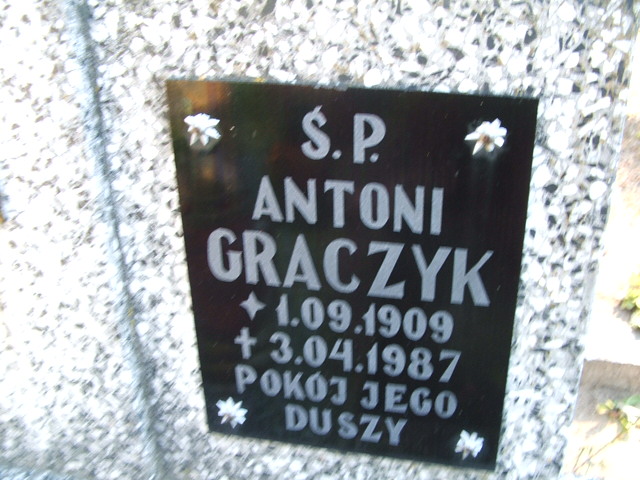 Ś.P.
ANTONI
GRACZYK
✦ 1.09.1909
✝ 3.04.1987
POKÓJ JEGO
DUSZY